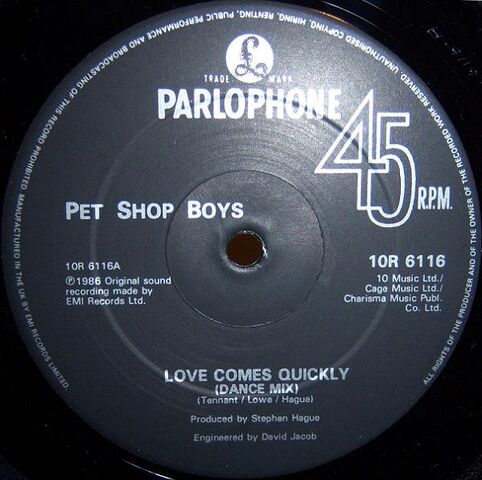 UNAUTHORISED COPYING, HIRING, RENTING, PUBLIC PERFORMANCE AND BROADCASTING OF THIS RECORD PROHIBITED
MANUFACTURED IN THE UK BY EMI RECORDS LIMITED
ALL RIGHTS OF THE PRODUCER AND OF THE OWNER OF THE RECORDED WORK RESERVED
£
TRADE MARK
PARLOPHONE
45 R.P.M.
PET SHOP BOYS
10R 6116A
℗1986 Original sound
recording made by
EMI Records Ltd.
10R 6116
10 Music Ltd./
Cage Music Ltd./
Charisma Music Publ.
Co. Ltd.
LOVE COMES QUICKLY
(DANCE MIX)
(Tennant / Lowe / Hague)
Produced by Stephen Hague
Engineered by David Jacob